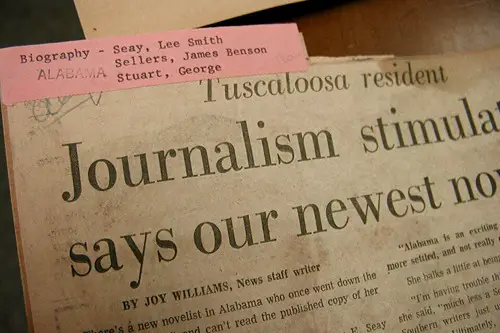 Biography - Seay, Lee Smith
Sellers, James Benson
ALABAMA Stuart, George
Tuscaloosa resident
Journalism stimula
says our newest no
BY JOY WILLIAMS, News staff writer
There's a new novelist in Alabama who once went down the
and can't read the published copy of her
"Alabama is an exciting
more settled, and not really
She balks a little at being
"I'm having trouble
she said, "much less a S
Southern writers just
ultimately.
E. Seay